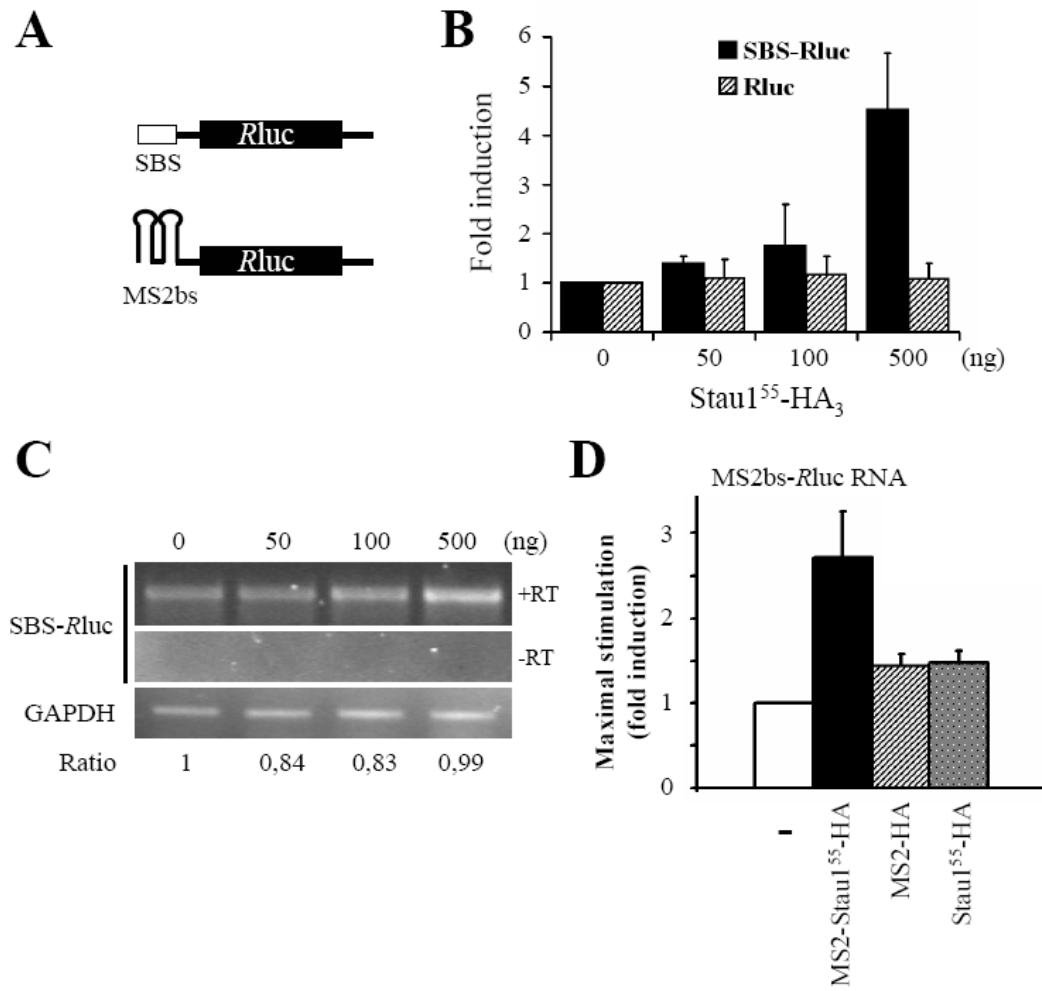 A
Rluc
SBS
Rluc
MS2bs
B
6
5
4
3
2
1
0
Fold induction
SBS-Rluc
Rluc
0 50 100 500 (ng)
Stau1⁵⁵-HA₃
C
0 50 100 500 (ng)
SBS-Rluc
+RT
-RT
GAPDH
Ratio 1 0,84 0,83 0,99
D
MS2bs-Rluc RNA
3
2
1
0
Maximal stimulation
(fold induction)
-
MS2-Stau1⁵⁵-HA
MS2-HA
Stau1⁵⁵-HA